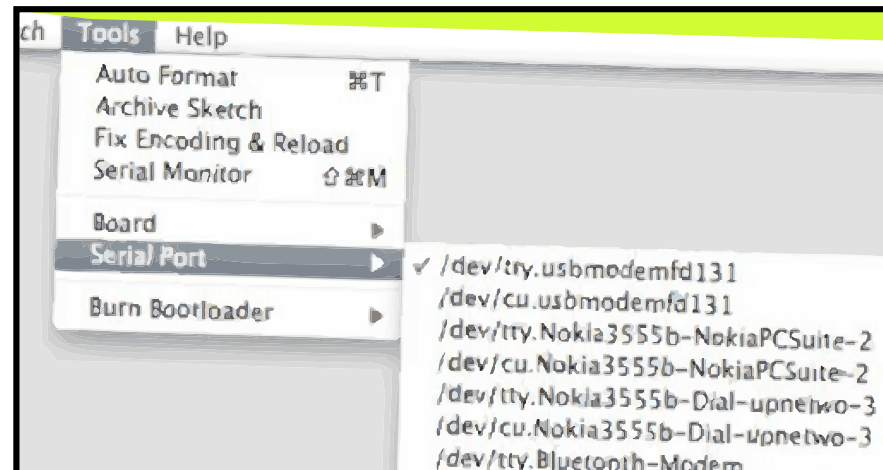 ch Tools Help
Auto Format ⌘T
Archive Sketch
Fix Encoding & Reload
Serial Monitor ⇧⌘M
Board ▶
Serial Port ▶
Burn Bootloader ▶
✓ /dev/tty.usbmodemfd131
/dev/cu.usbmodemfd131
/dev/tty.Nokia3555b-NokiaPCSuite-2
/dev/cu.Nokia3555b-NokiaPCSuite-2
/dev/tty.Nokia3555b-Dial-upnetwo-3
/dev/cu.Nokia3555b-Dial-upnetwo-3
/dev/tty.Bluetooth-Modem